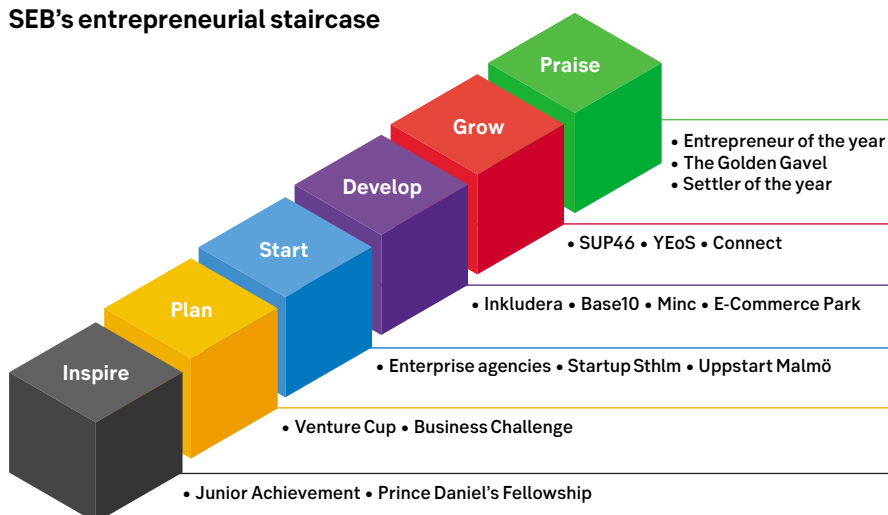 SEB's entrepreneurial staircase
Praise
• Entrepreneur of the year
• The Golden Gavel
• Settler of the year
Grow
• SUP46 • YEoS • Connect
Develop
• Inkludera • Base10 • Minc • E-Commerce Park
Start
• Enterprise agencies • Startup Sthlm • Uppstart Malmö
Plan
• Venture Cup • Business Challenge
Inspire
• Junior Achievement • Prince Daniel's Fellowship